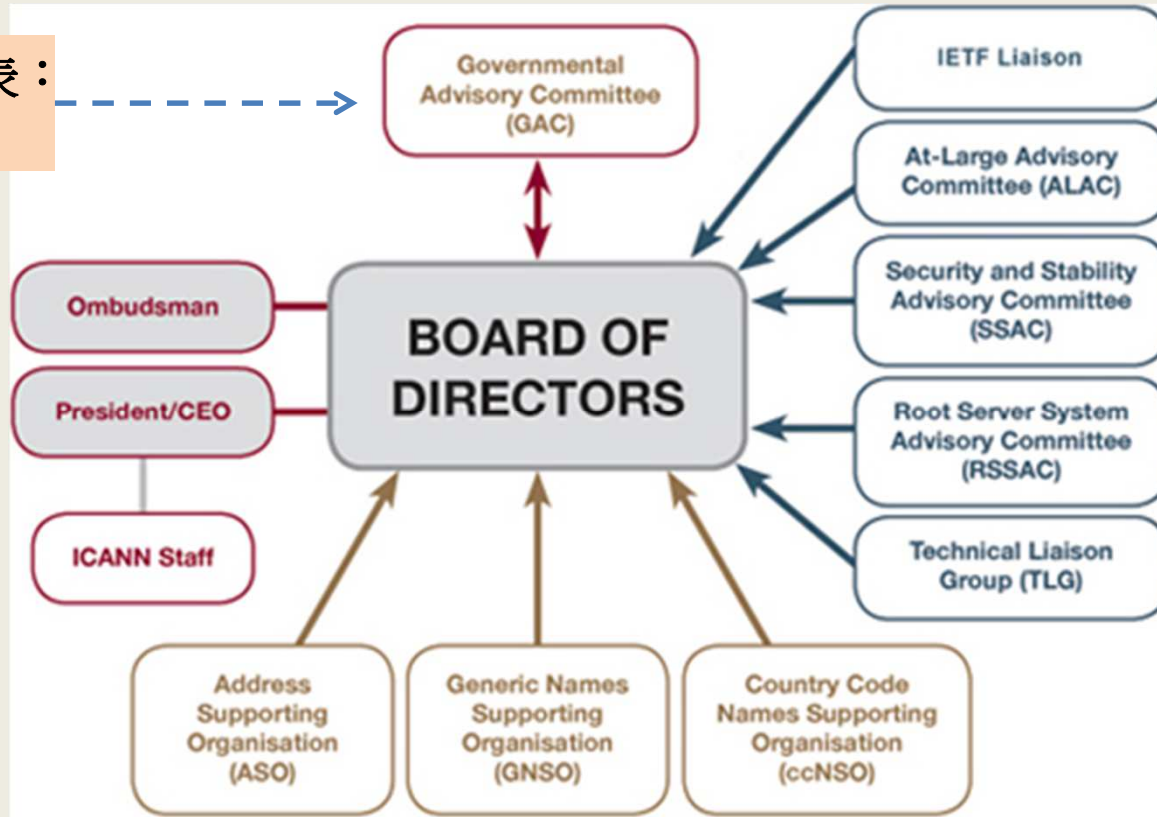 表：
Governmental
Advisory Committee
(GAC)
IETF Liaison
At-Large Advisory
Committee (ALAC)
Security and Stability
Advisory Committee
(SSAC)
Root Server System
Advisory Committee
(RSSAC)
Technical Liaison
Group (TLG)
Ombudsman
President/CEO
ICANN Staff
BOARD OF
DIRECTORS
Address
Supporting
Organisation
(ASO)
Generic Names
Supporting
Organisation
(GNSO)
Country Code
Names Supporting
Organisation
(ccNSO)